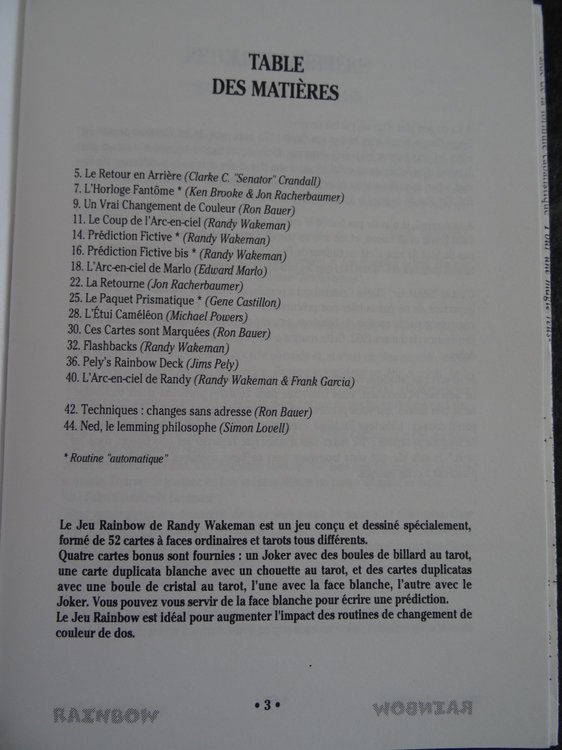 TABLE
DES MATIÈRES
5. Le Retour en Arrière (Clarke C. "Senator" Crandall)
7. L'Horloge Fantôme * (Ken Brooke & Jon Racherbaumer)
9. Un Vrai Changement de Couleur (Ron Bauer)
11. Le Coup de l'Arc-en-ciel (Randy Wakeman)
14. Prédiction Fictive * (Randy Wakeman)
16. Prédiction Fictive bis * (Randy Wakeman)
18. L'Arc-en-ciel de Marlo (Edward Marlo)
22. La Retourne (Jon Racherbaumer)
25. Le Paquet Prismatique * (Gene Castillon)
28. L'Étui Caméléon (Michael Powers)
30. Ces Cartes sont Marquées (Ron Bauer)
32. Flashbacks (Randy Wakeman)
36. Pely's Rainbow Deck (Jims Pely)
40. L'Arc-en-ciel de Randy (Randy Wakeman & Frank Garcia)
42. Techniques : changes sans adresse (Ron Bauer)
44. Ned, le lemming philosophe (Simon Lovell)
* Routine "automatique"
Le Jeu Rainbow de Randy Wakeman est un jeu conçu et dessiné spécialement,
formé de 52 cartes à faces ordinaires et tarots tous différents.
Quatre cartes bonus sont fournies : un Joker avec des boules de billard au tarot,
une carte duplicata blanche avec un chouette au tarot, et des cartes duplicatas
avec une boule de cristal au tarot, l'une avec la face blanche, l'autre avec le
Joker. Vous pouvez vous servir de la face blanche pour écrire une prédiction.
Le Jeu Rainbow est idéal pour augmenter l'impact des routines de changement de
couleur de dos.
RAINBOW
• 3 •
RAINBOW